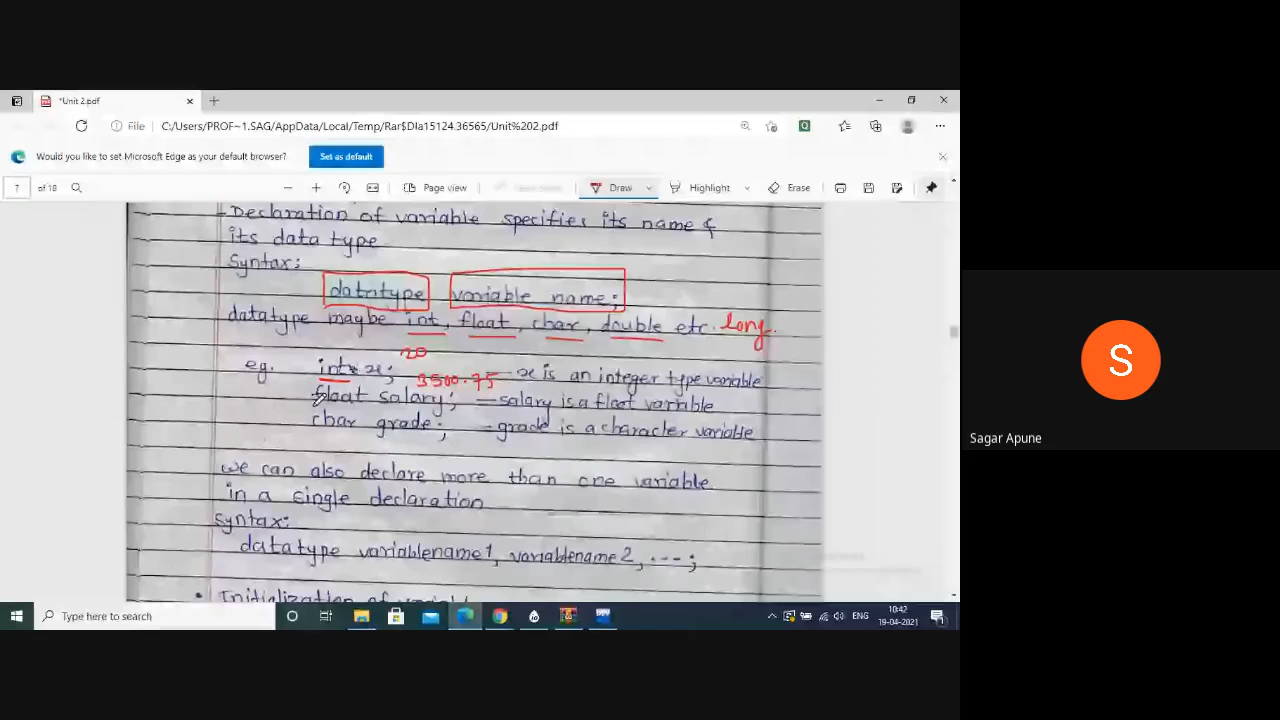 *Unit 2.pdf
File C:/Users/PROF~1.SAG/AppData/Local/Temp/Rar$DIa15124.36565/Unit%202.pdf
Would you like to set Microsoft Edge as your default browser? Set as default
7 of 18 Page view Draw Highlight Erase
- Declaration of variable specifies its name &
its data type
Syntax:
datatype variable name;
datatype maybe int, float, char, double etc. long.
20
eg. int x; x is an integer type variable
3500.75
float salary; - salary is a float variable
char grade; - grade is a character variable
we can also declare more than one variable
in a single declaration
syntax:
datatype variablename1, variablename2, ---;
• Initialization of
S
Sagar Apune
Type here to search
ENG
10:42
19-04-2021